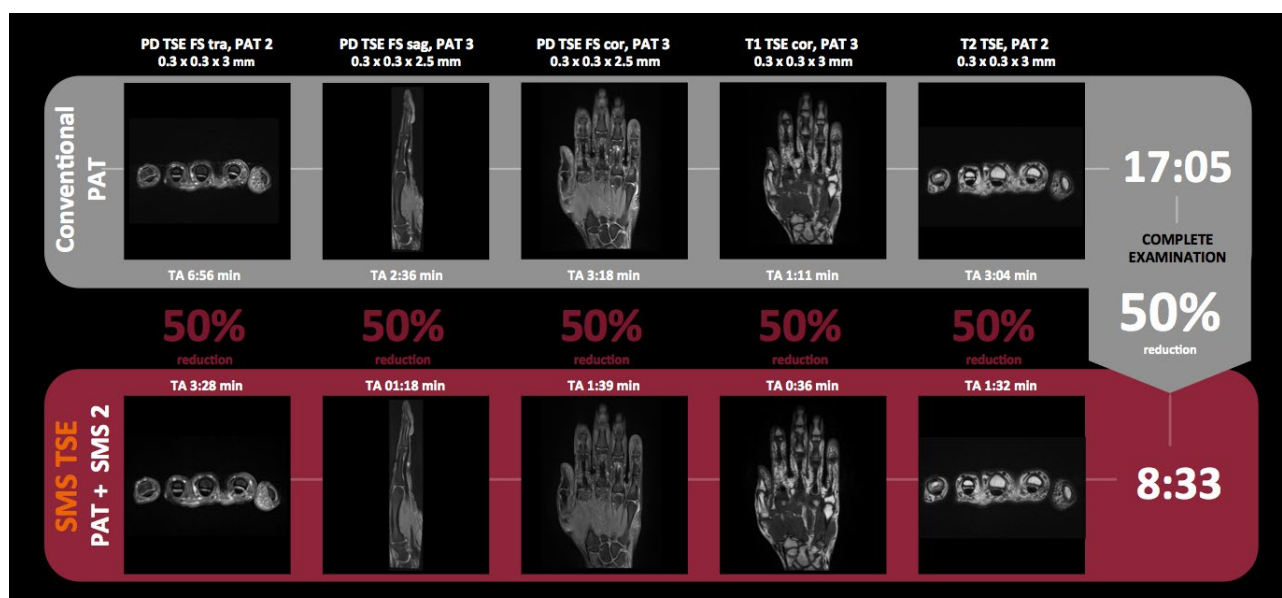 PD TSE FS tra, PAT 2
0.3 x 0.3 x 3 mm
PD TSE FS sag, PAT 3
0.3 x 0.3 x 2.5 mm
PD TSE FS cor, PAT 3
0.3 x 0.3 x 2.5 mm
T1 TSE cor, PAT 3
0.3 x 0.3 x 3 mm
T2 TSE, PAT 2
0.3 x 0.3 x 3 mm
Conventional
PAT
TA 6:56 min
TA 2:36 min
TA 3:18 min
TA 1:11 min
TA 3:04 min
17:05
COMPLETE
EXAMINATION
50%
reduction
50%
reduction
50%
reduction
50%
reduction
50%
reduction
50%
reduction
SMS TSE
PAT + SMS 2
TA 3:28 min
TA 01:18 min
TA 1:39 min
TA 0:36 min
TA 1:32 min
8:33